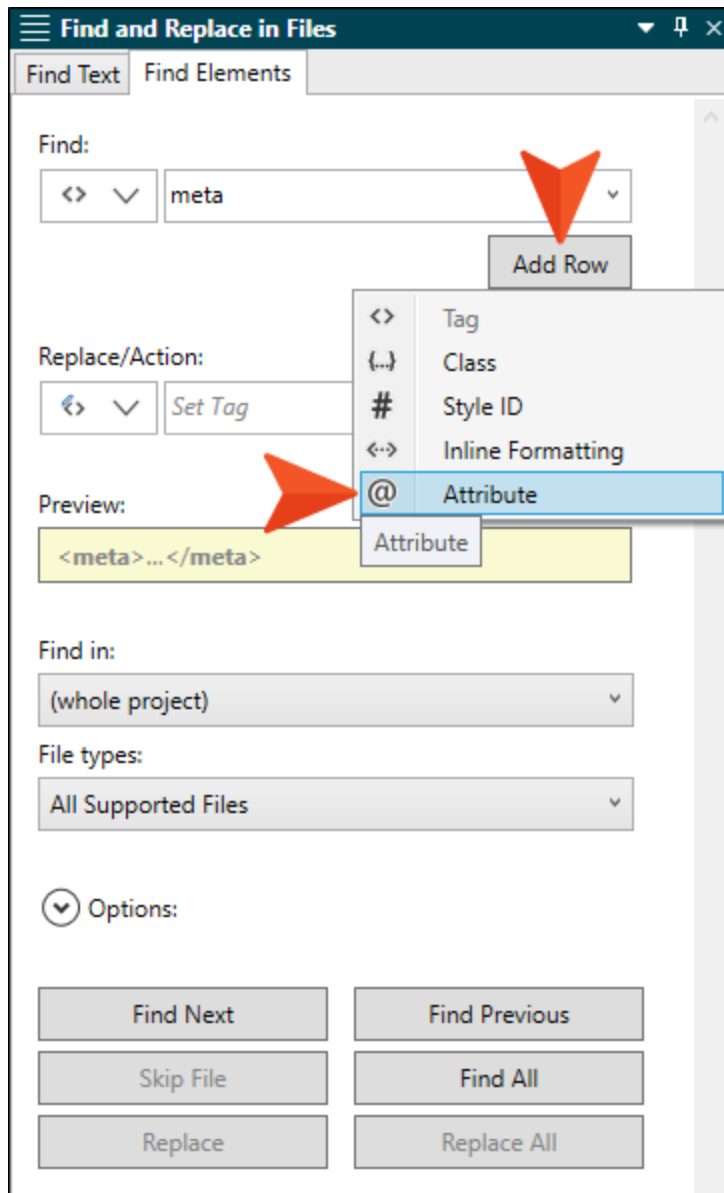 Find and Replace in Files
Find Text Find Elements
Find:
<> meta
Add Row
<> Tag
{...} Class
# Style ID
<··> Inline Formatting
@ Attribute
Attribute
Replace/Action:
<> Set Tag
Preview:
<meta>...</meta>
Find in:
(whole project)
File types:
All Supported Files
Options:
Find Next Find Previous
Skip File Find All
Replace Replace All